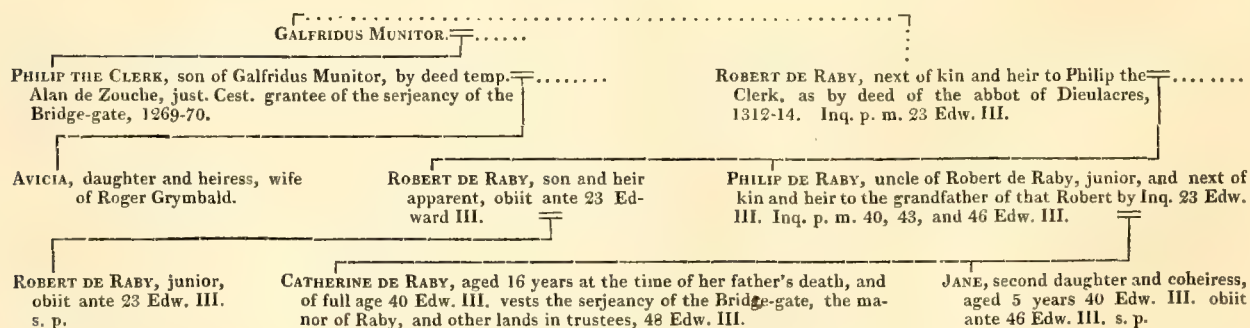 GALFRIDUS MUNITOR.
PHILIP THE CLERK, son of Galfridus Munitor, by deed temp.
Alan de Zouche, just. Cest. grantee of the serjeancy of the
Bridge-gate, 1269-70.
ROBERT DE RABY, next of kin and heir to Philip the
Clerk, as by deed of the abbot of Dieulacres,
1312-14. Inq. p. m. 23 Edw. III.
AVICIA, daughter and heiress, wife
of Roger Grymbald.
ROBERT DE RABY, son and heir
apparent, obiit ante 23 Ed-
ward III.
PHILIP DE RABY, uncle of Robert de Raby, junior, and next of
kin and heir to the grandfather of that Robert by Inq. 23 Edw.
III. Inq. p. m. 40, 43, and 46 Edw. III.
ROBERT DE RABY, junior,
obiit ante 23 Edw. III.
s. p.
CATHERINE DE RABY, aged 16 years at the time of her father's death, and
of full age 40 Edw. III. vests the serjeancy of the Bridge-gate, the ma-
nor of Raby, and other lands in trustees, 48 Edw. III.
JANE, second daughter and coheiress,
aged 5 years 40 Edw. III. obiit
ante 46 Edw. III. s. p.